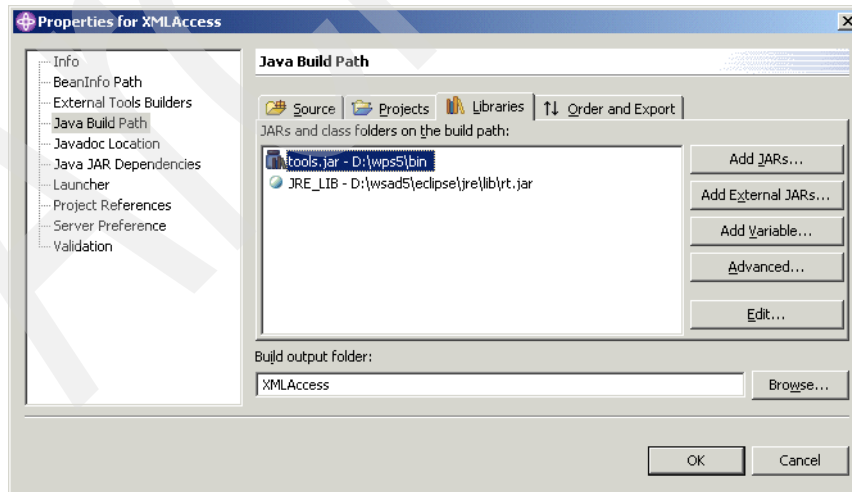 Properties for XMLAccess
Info
BeanInfo Path
External Tools Builders
Java Build Path
Javadoc Location
Java JAR Dependencies
Launcher
Project References
Server Preference
Validation
Java Build Path
Source Projects Libraries Order and Export
JARs and class folders on the build path:
tools.jar - D:\wps5\bin
JRE_LIB - D:\wsad5\eclipse\jre\lib\rt.jar
Add JARs...
Add External JARs...
Add Variable...
Advanced...
Edit...
Build output folder:
XMLAccess
Browse...
OK Cancel